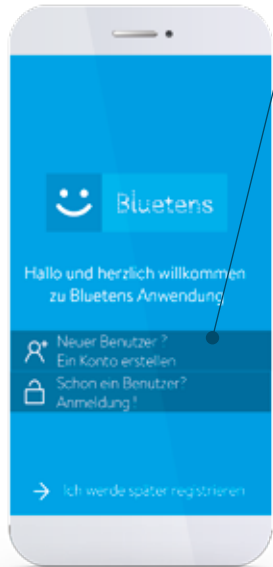 Bluetens
Hallo und herzlich willkommen
zu Bluetens Anwendung
Neuer Benutzer ?
Ein Konto erstellen
Schon ein Benutzer?
Anmeldung !
Ich werde später registrieren